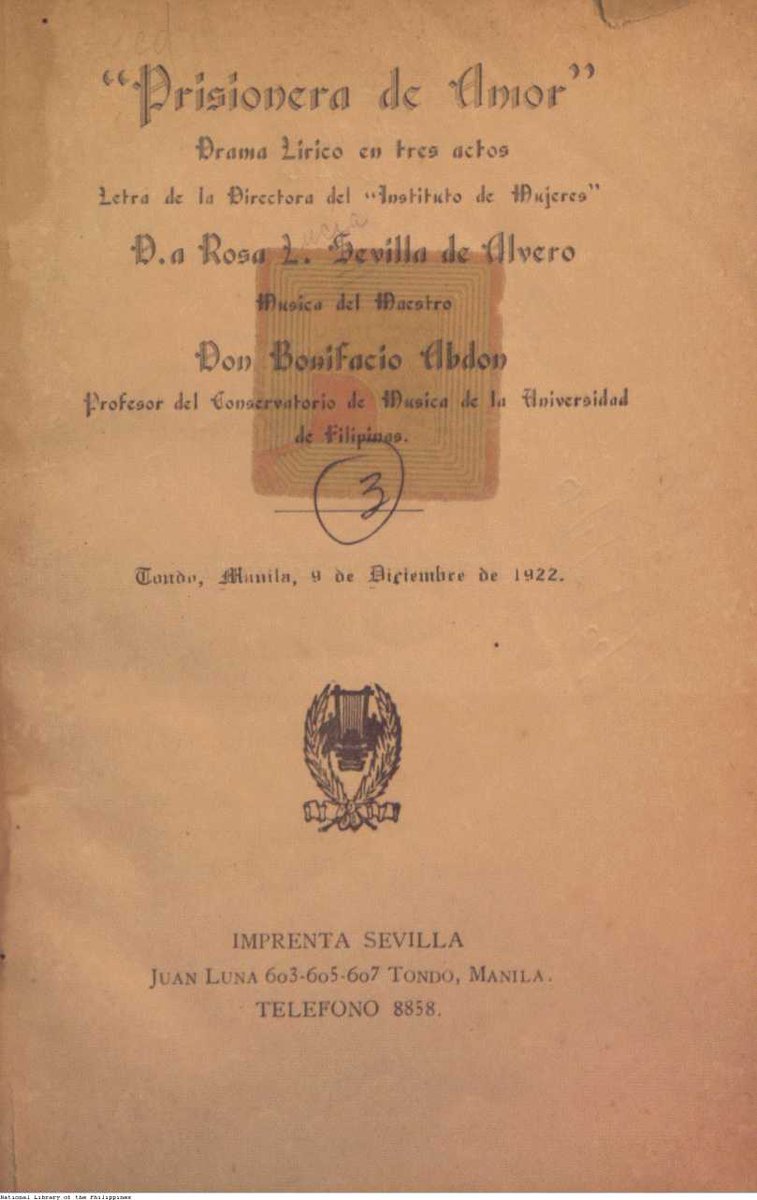 “Prisionera de Amor”
Drama Lirico en tres actos
Letra de la Directora del “Instituto de Mujeres”
D.a Rosa L. Sevilla de Alvero
Musica del Maestro
Don Bonifacio Abdon
Profesor del Conservatorio de Musica de la Universidad
de Filipinas.
3
Tondo, Manila, 9 de Diciembre de 1922.
IMPRENTA SEVILLA
JUAN LUNA 603-605-607 TONDO, MANILA.
TELEFONO 8858.
National Library of the Philippines